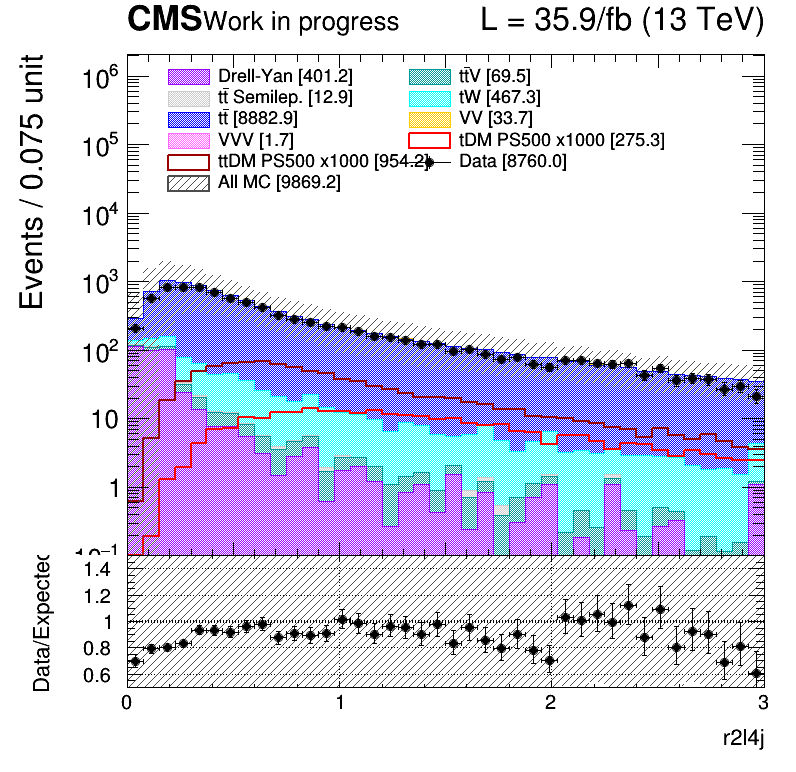 CMS Work in progress L = 35.9/fb (13 TeV)
Events / 0.075 unit
Drell-Yan [401.2] tt̄V [69.5]
tt̄ Semilep. [12.9] tW [467.3]
tt̄ [8882.9] VV [33.7]
VVV [1.7] tDM PS500 x1000 [275.3]
ttDM PS500 x1000 [954.2] Data [8760.0]
All MC [9869.2]
10⁶
10⁵
10⁴
10³
10²
10
1
10⁻¹
Data/Expected
1.4
1.2
1
0.8
0.6
0 1 2 3
r2l4j